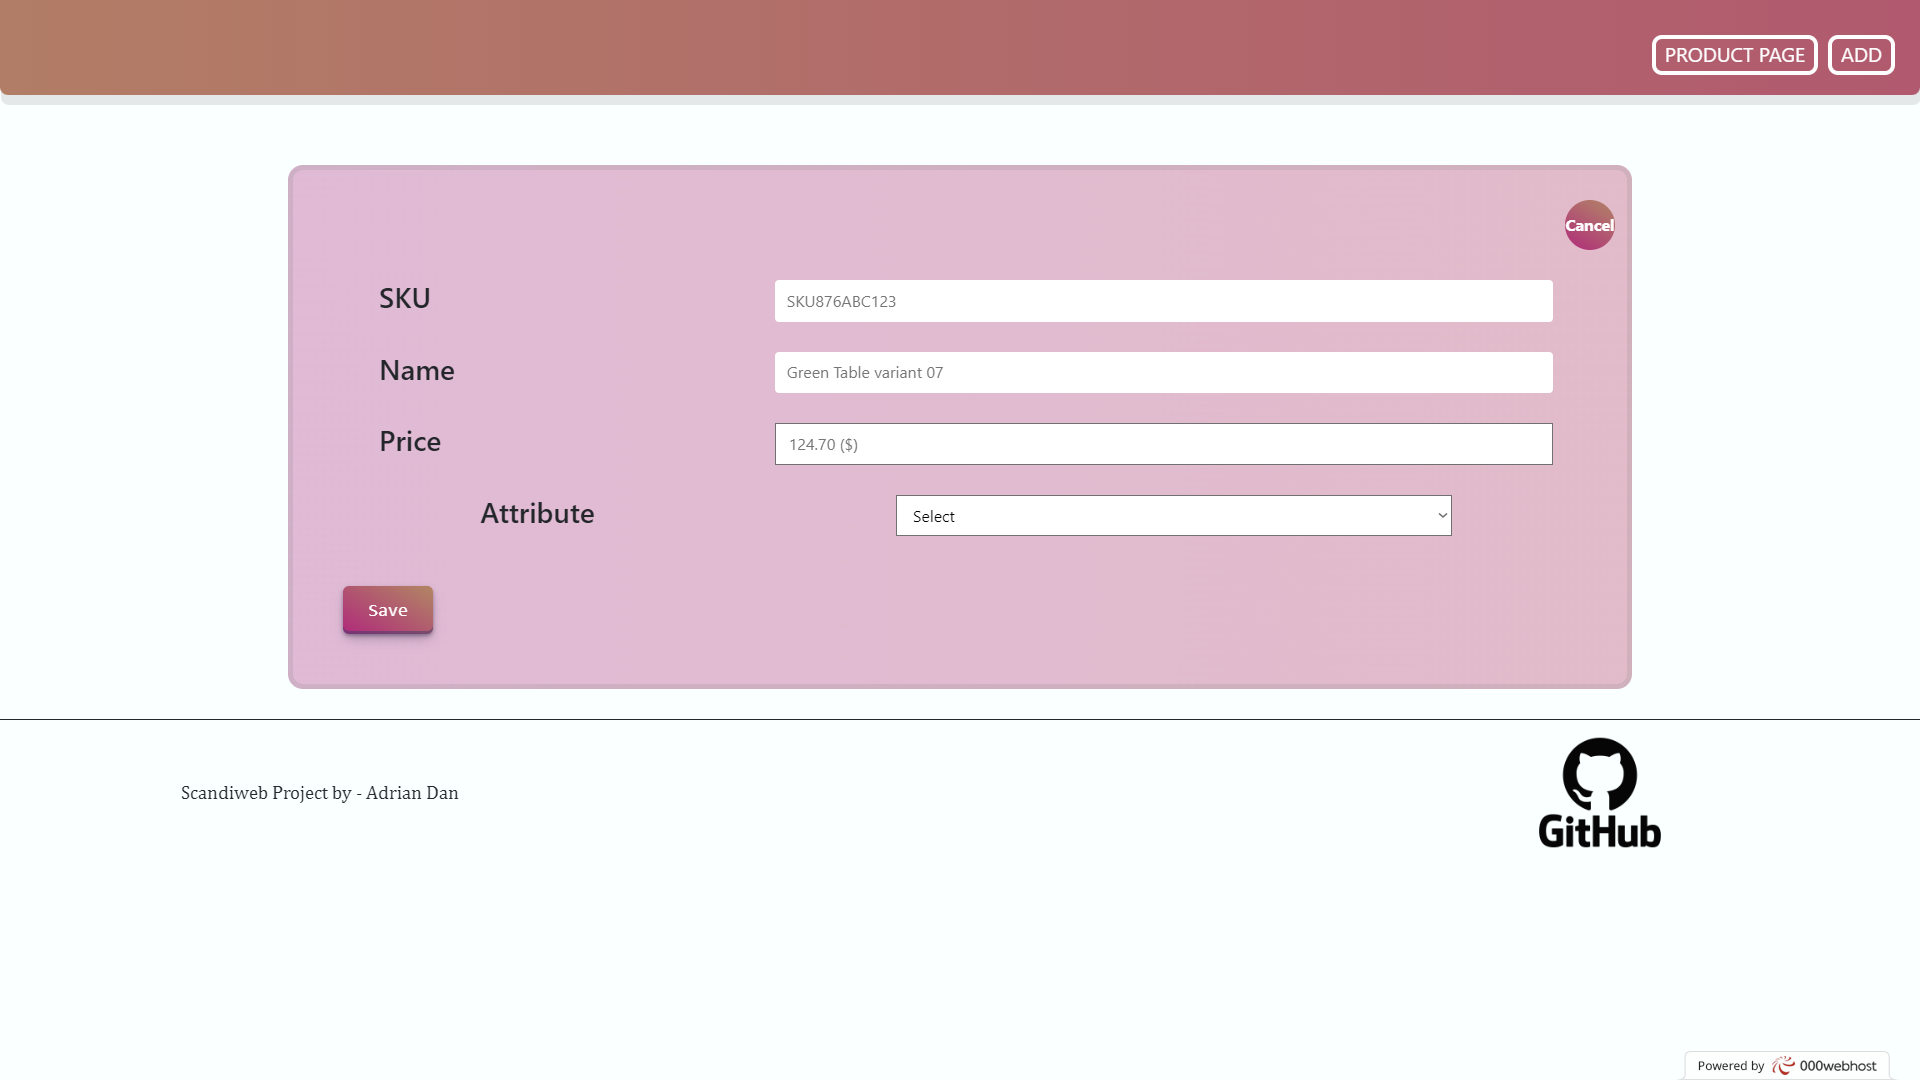 PRODUCT PAGE
ADD
Cancel
SKU
SKU876ABC123
Name
Green Table variant 07
Price
124.70 ($)
Attribute
Select
Save
Scandiweb Project by - Adrian Dan
GitHub
Powered by 000webhost